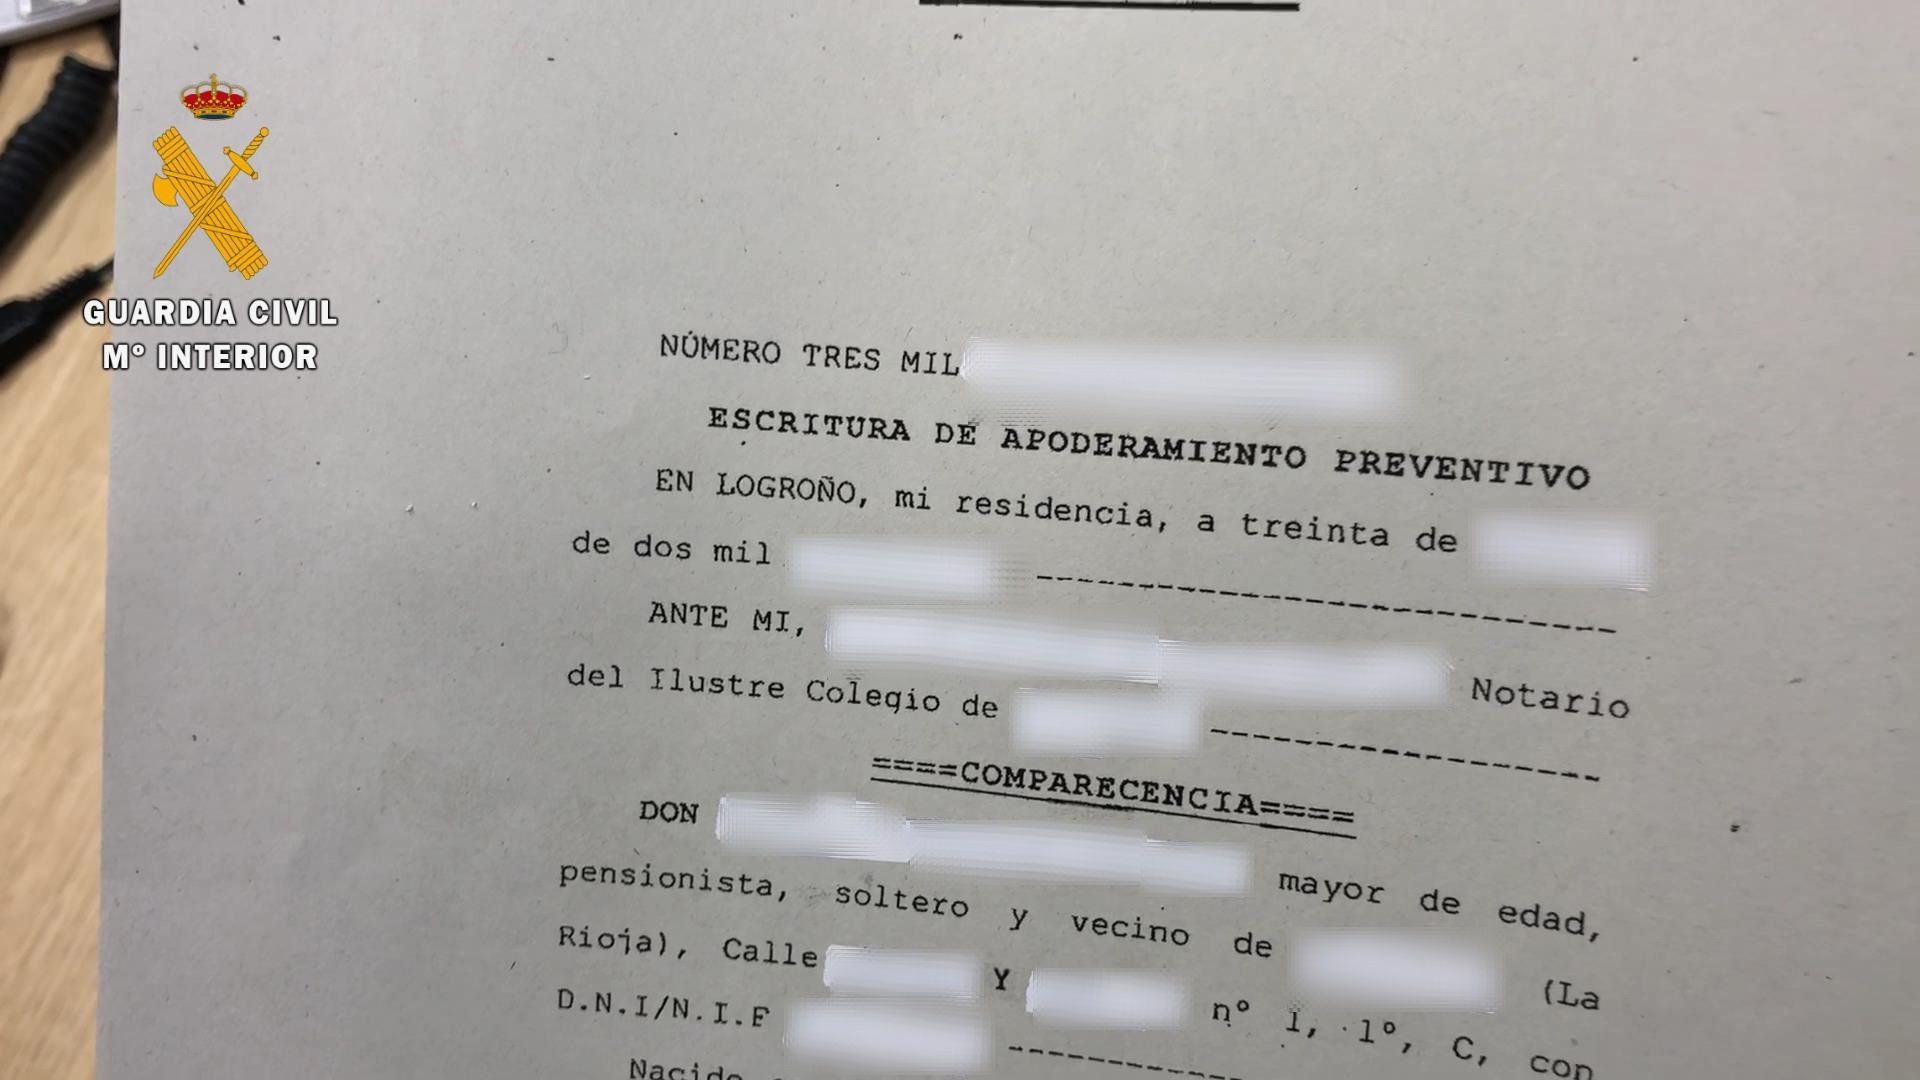 GUARDIA CIVIL
Mº INTERIOR
NÚMERO TRES MIL
ESCRITURA DE APODERAMIENTO PREVENTIVO
EN LOGROÑO, mi residencia, a treinta de
de dos mil ------------------------------
ANTE MI, Notario
del Ilustre Colegio de --------------------
====COMPARECENCIA====
DON mayor de edad,
pensionista, soltero y vecino de (La
Rioja), Calle Y nº 1, 1º, C, con
D.N.I/N.I.F ---------------
Nacido